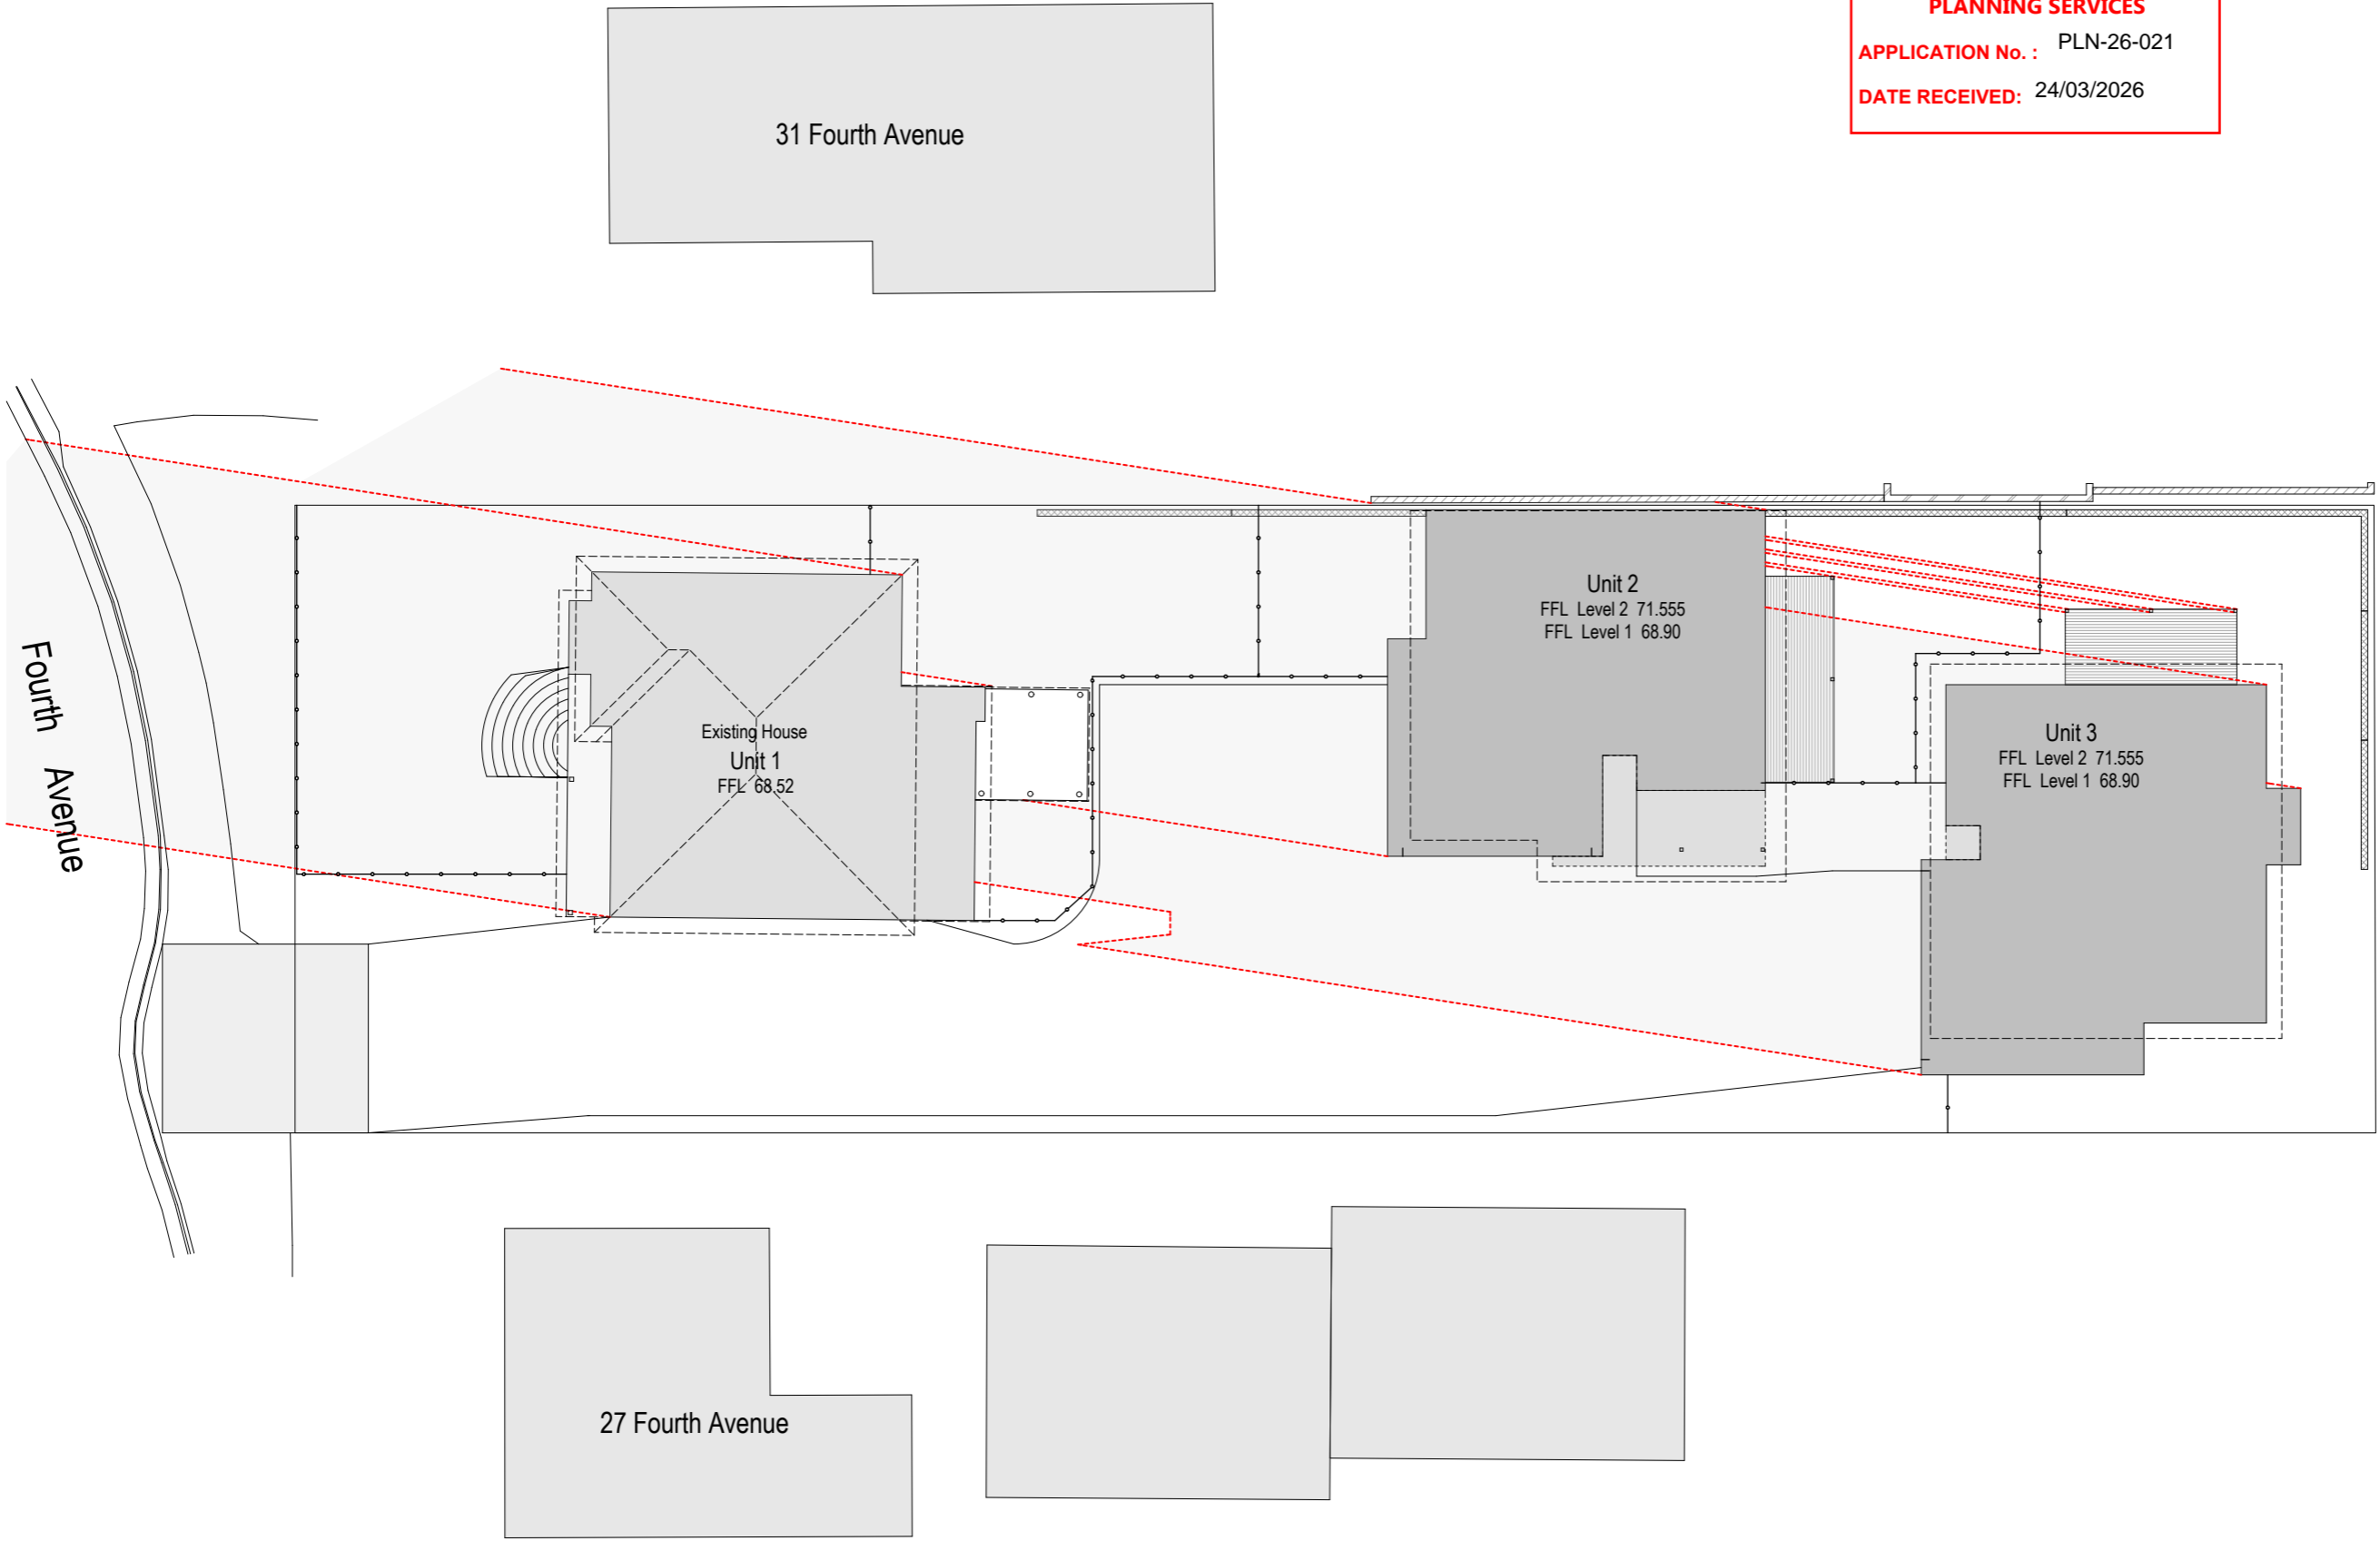 PLANNING SERVICES
APPLICATION No. : PLN-26-021
DATE RECEIVED: 24/03/2026
31 Fourth Avenue
Unit 2
FFL Level 2 71.555
FFL Level 1 68.90
Fourth Avenue
Existing House
Unit 1
FFL 68.52
Unit 3
FFL Level 2 71.555
FFL Level 1 68.90
27 Fourth Avenue